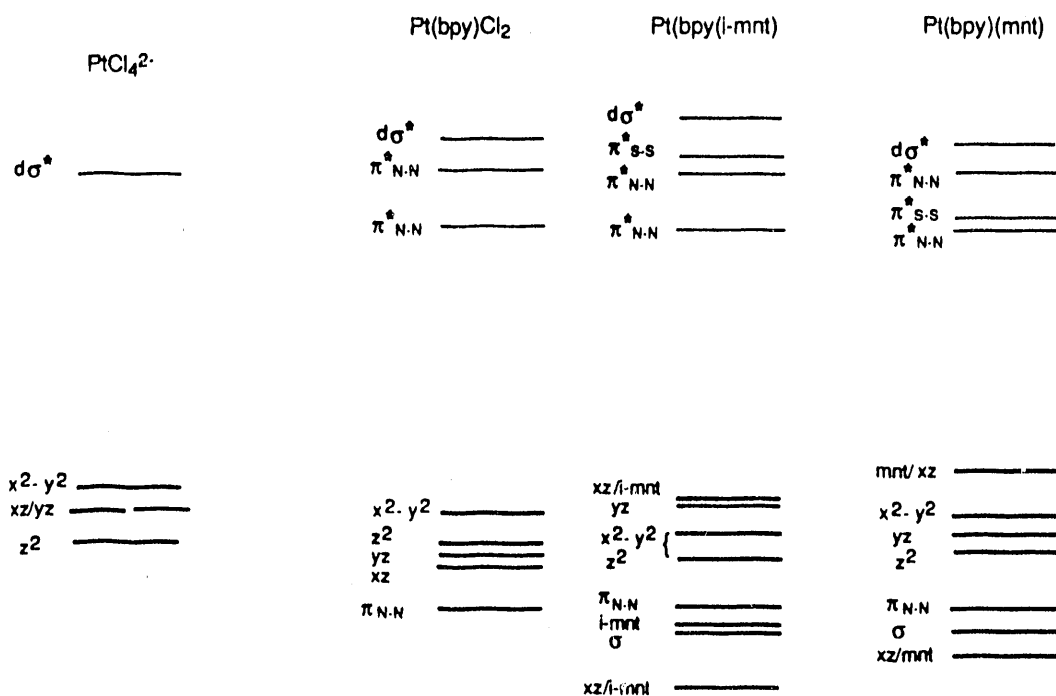 PtCl₄²⁻
dσ*
x²- y²
xz/yz
z²
Pt(bpy)Cl₂
dσ*
π*N-N
π*N-N
x²- y²
z²
yz
xz
πN-N
Pt(bpy(i-mnt)
dσ*
π*S-S
π*N-N
π*N-N
xz/i-mnt
yz
x²- y² {
z²
πN-N
i-mnt
σ
xz/i-mnt
Pt(bpy)(mnt)
dσ*
π*N-N
π*S-S
π*N-N
mnt/xz
x²- y²
yz
z²
πN-N
σ
xz/mnt